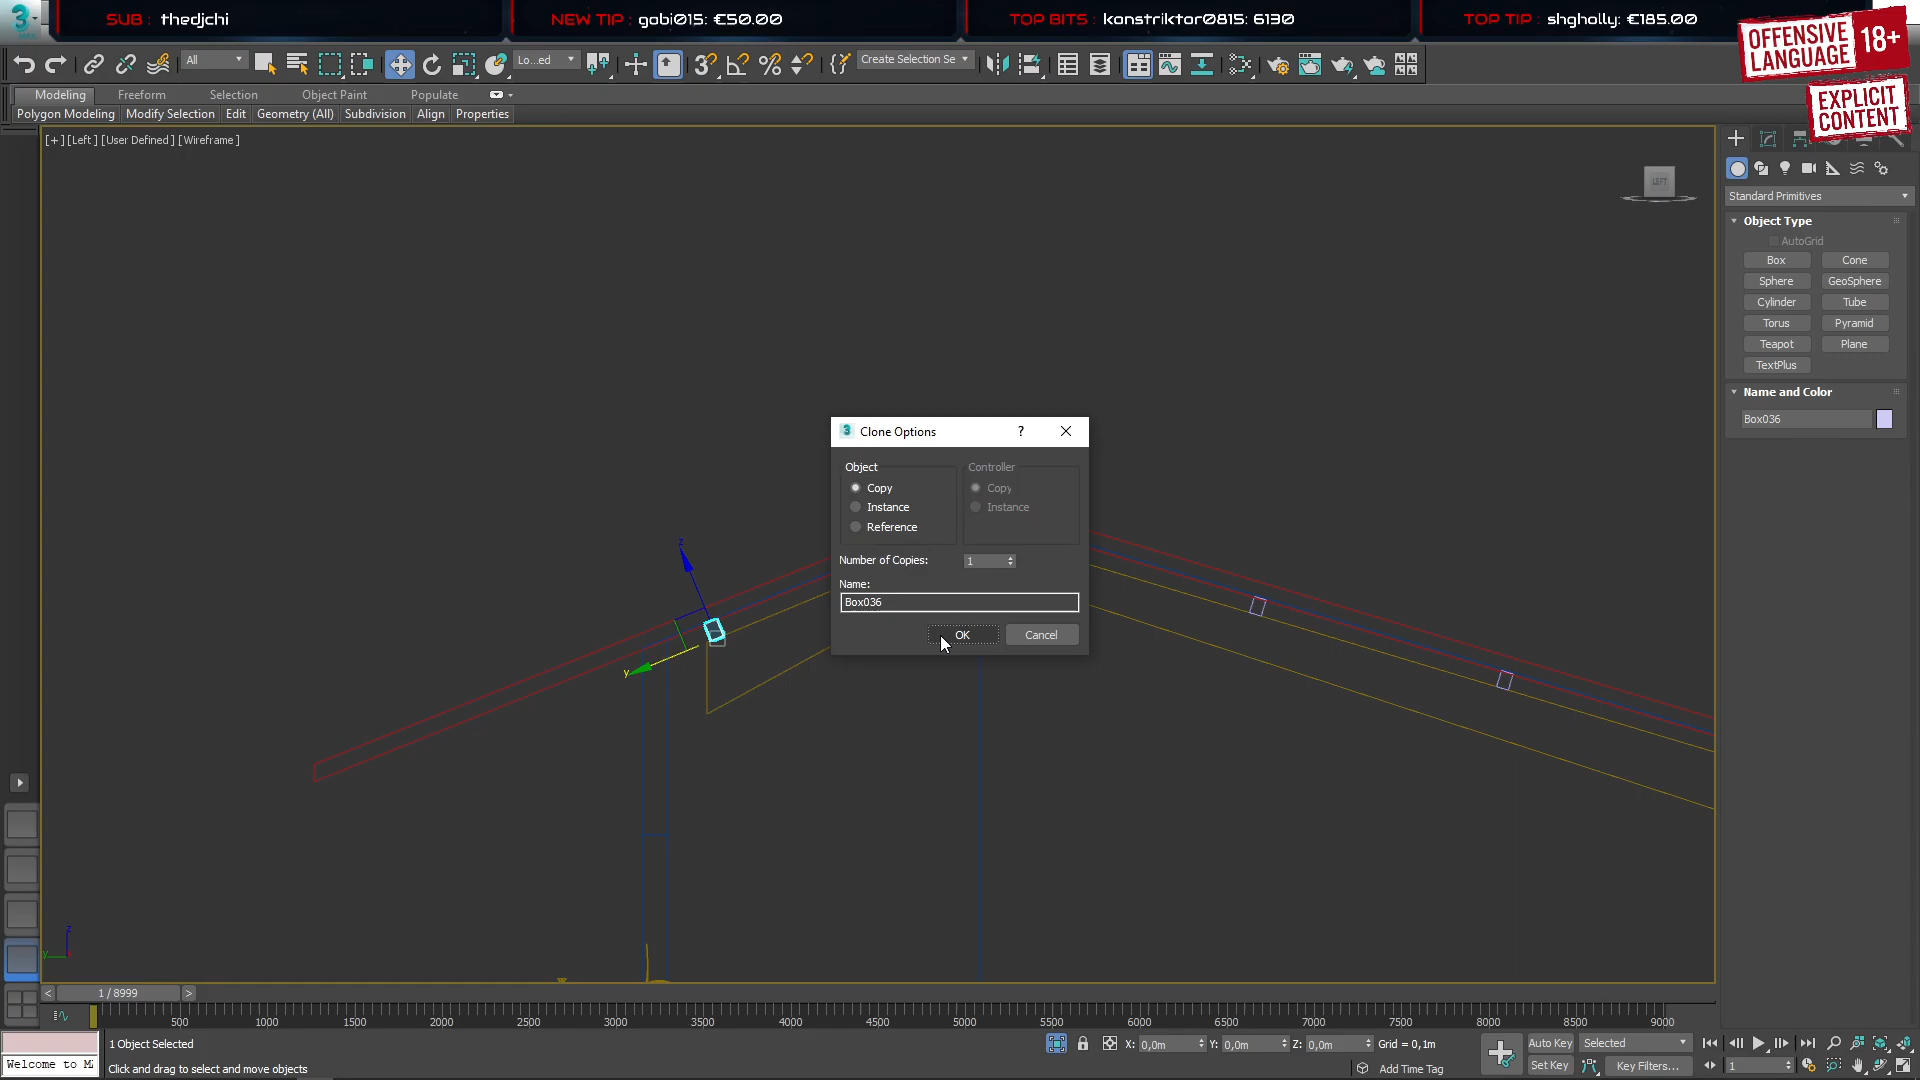 SUB : thedjchi
NEW TIP : gabi015: €50.00
TOP BITS : konstriktor0815: 6130
TOP TIP : shgholly: €185.00
OFFENSIVE
LANGUAGE
18+
EXPLICIT
CONTENT
All
Lo...ed
Create Selection Se
Modeling
Freeform
Selection
Object Paint
Populate
Polygon Modeling
Modify Selection
Edit
Geometry (All)
Subdivision
Align
Properties
[+] [Left] [User Defined] [Wireframe]
LEFT
Standard Primitives
Object Type
AutoGrid
Box
Cone
Sphere
GeoSphere
Cylinder
Tube
Torus
Pyramid
Teapot
Plane
TextPlus
Name and Color
Box036
Clone Options
?
Object
Controller
Copy
Copy
Instance
Instance
Reference
Number of Copies:
1
Name:
Box036
OK
Cancel
z
y
z
y
1 / 8999
500
1000
1500
2000
2500
3000
3500
4000
4500
5000
5500
6000
6500
7000
7500
8000
8500
9000
1 Object Selected
X: 0,0m
Y: 0,0m
Z: 0,0m
Grid = 0,1m
Auto Key
Selected
Welcome to M
Click and drag to select and move objects
Add Time Tag
Set Key
Key Filters...
1